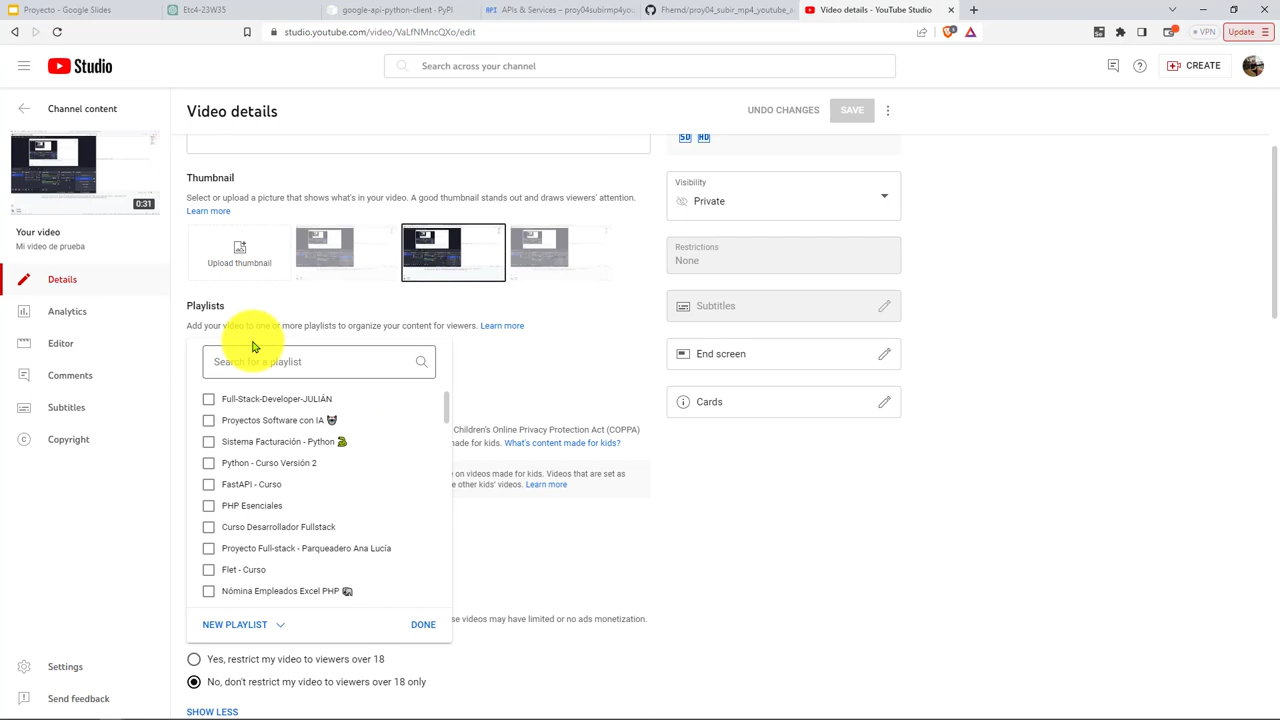 Proyecto - Google Slides
Etc4-23W35
google-api-python-client · PyPI
API APIs & Services – proy04subirmp4you
Fhernd/proy04_subir_mp4_youtube_a
Video details - YouTube Studio
studio.youtube.com/video/VaLfNMncQXo/edit
VPN
Update
Studio
Search across your channel
CREATE
Channel content
Video details
UNDO CHANGES
SAVE
SD HD
0:31
Your video
Mi video de prueba
Details
Analytics
Editor
Comments
Subtitles
Copyright
Settings
Send feedback
Thumbnail
Select or upload a picture that shows what's in your video. A good thumbnail stands out and draws viewers' attention.
Learn more
Upload thumbnail
Playlists
Add your video to one or more playlists to organize your content for viewers. Learn more
Search for a playlist
Full-Stack-Developer-JULIÁN
Proyectos Software con IA
Sistema Facturación - Python
Python - Curso Versión 2
FastAPI - Curso
PHP Esenciales
Curso Desarrollador Fullstack
Proyecto Full-stack - Parqueadero Ana Lucía
Flet - Curso
Nómina Empleados Excel PHP
NEW PLAYLIST
DONE
Children's Online Privacy Protection Act (COPPA)
made for kids. What's content made for kids?
e on videos made for kids. Videos that are set as
e other kids' videos. Learn more
se videos may have limited or no ads monetization.
Yes, restrict my video to viewers over 18
No, don't restrict my video to viewers over 18 only
SHOW LESS
Visibility
Private
Restrictions
None
Subtitles
End screen
Cards